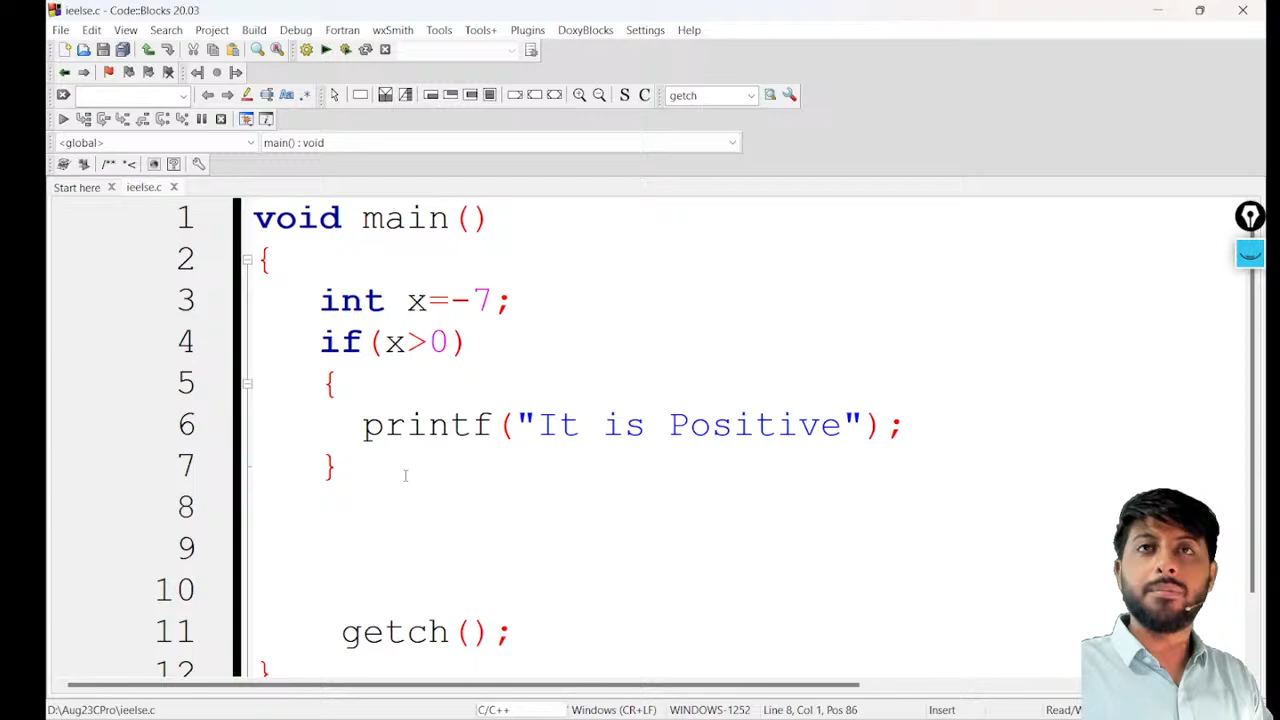 ieelse.c - Code::Blocks 20.03
File Edit View Search Project Build Debug Fortran wxSmith Tools Tools+ Plugins DoxyBlocks Settings Help
S C getch
<global> main() : void
/** *<
Start here ieelse.c
1 void main()
2 {
3 int x=-7;
4 if(x>0)
5 {
6 printf("It is Positive");
7 }
8
9
10
11 getch();
12 }
D:\Aug23CPro\ieelse.c C/C++ Windows (CR+LF) WINDOWS-1252 Line 8, Col 1, Pos 86 Insert Read/W